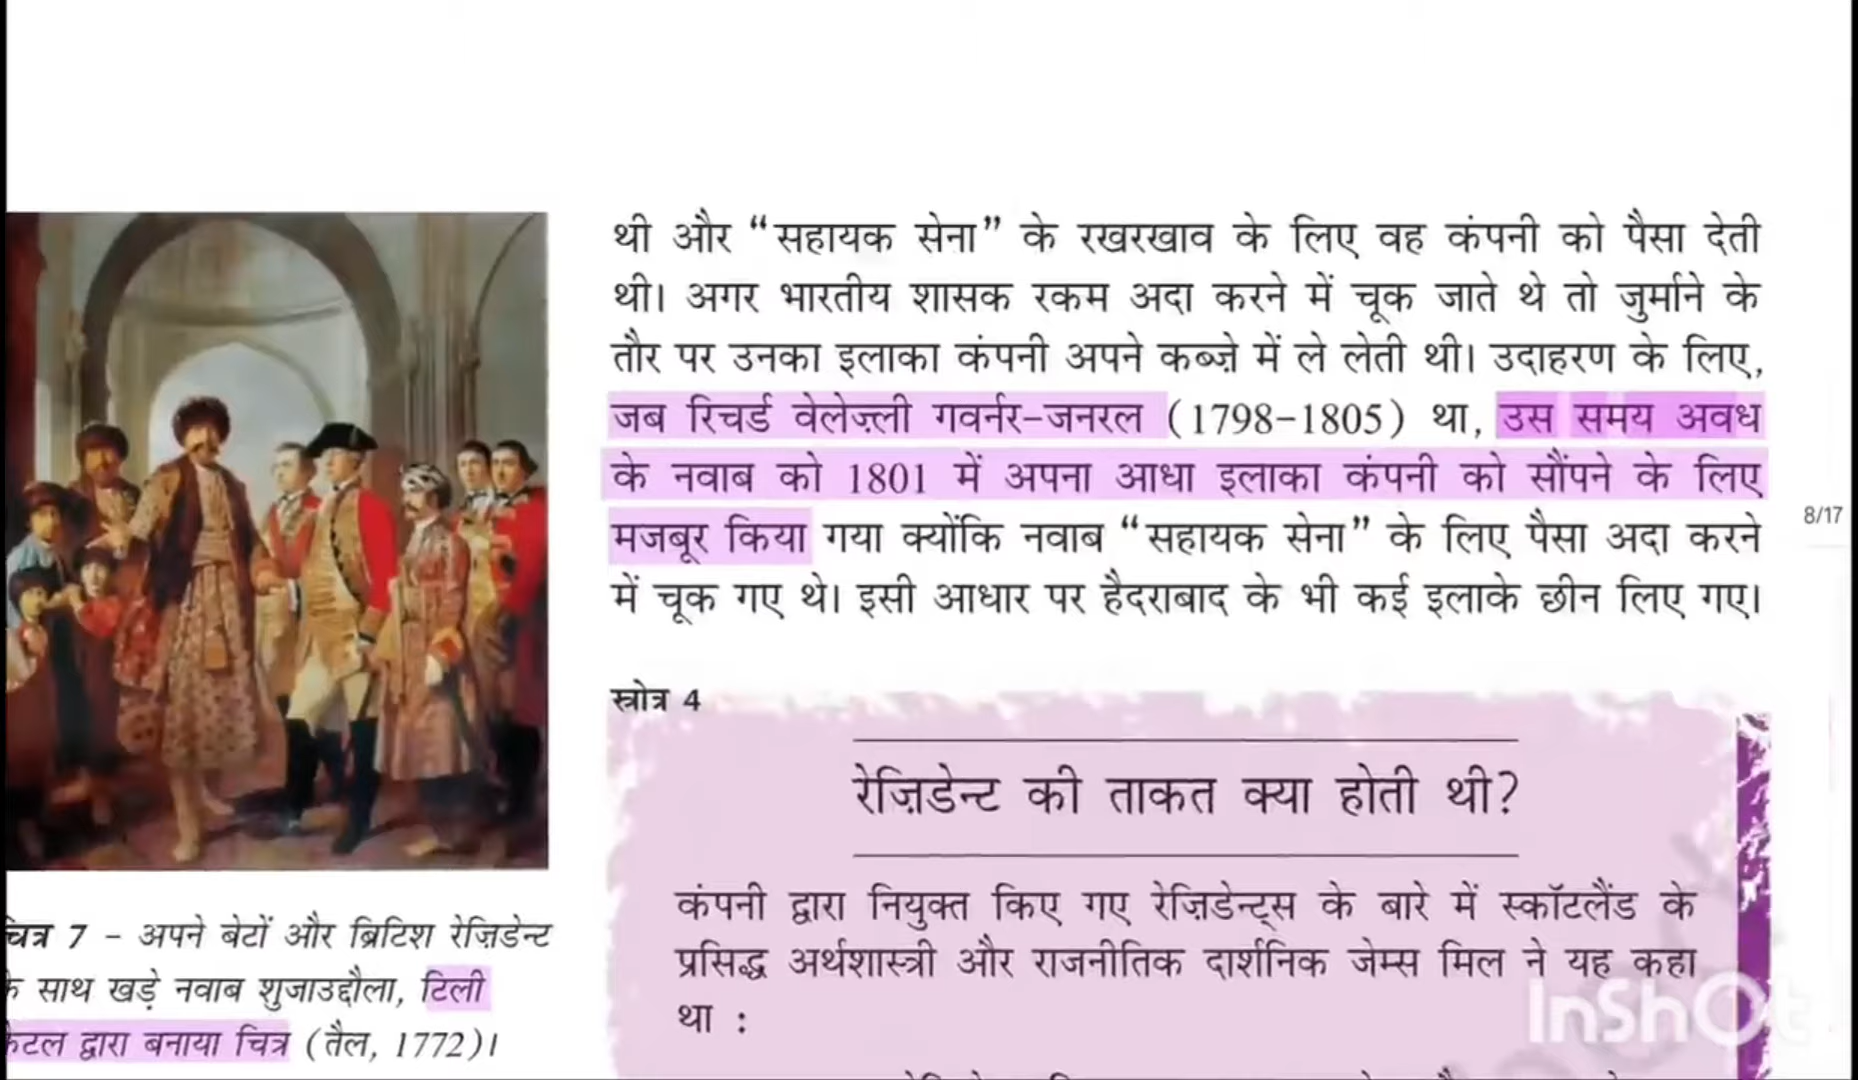 थी और “सहायक सेना” के रखरखाव के लिए वह कंपनी को पैसा देती
थी। अगर भारतीय शासक रकम अदा करने में चूक जाते थे तो जुर्माने के
तौर पर उनका इलाका कंपनी अपने कब्ज़े में ले लेती थी। उदाहरण के लिए,
जब रिचर्ड वेलेज़्ली गवर्नर-जनरल (1798-1805) था, उस समय अवध
के नवाब को 1801 में अपना आधा इलाका कंपनी को सौंपने के लिए
मजबूर किया गया क्योंकि नवाब “सहायक सेना” के लिए पैसा अदा करने
में चूक गए थे। इसी आधार पर हैदराबाद के भी कई इलाके छीन लिए गए।
8/17
स्त्रोत्र 4
रेज़िडेन्ट की ताकत क्या होती थी?
कंपनी द्वारा नियुक्त किए गए रेज़िडेन्ट्स के बारे में स्कॉटलैंड के
प्रसिद्ध अर्थशास्त्री और राजनीतिक दार्शनिक जेम्स मिल ने यह कहा
था :
7 - अपने बेटों और ब्रिटिश रेज़िडेन्ट
साथ खड़े नवाब शुजाउद्दौला, टिली
द्वारा बनाया चित्र (तैल, 1772)।
InShOt